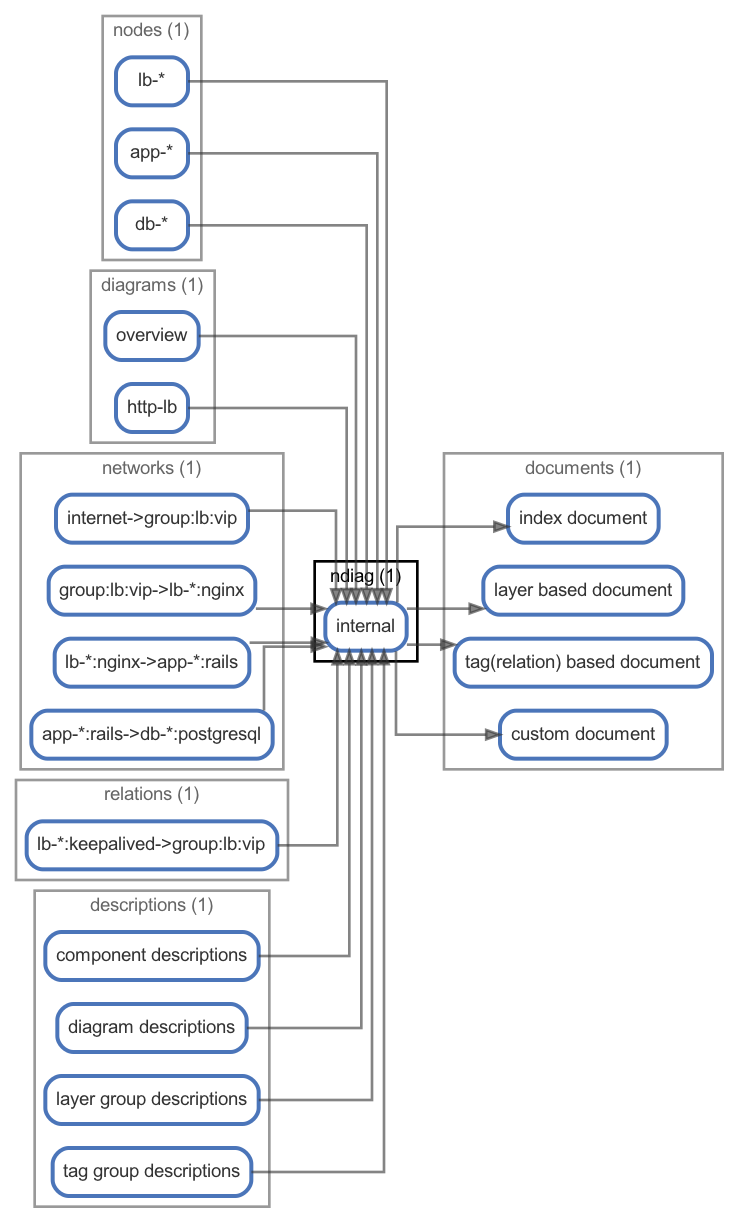 nodes (1)
lb-*
app-*
db-*
diagrams (1)
overview
http-lb
networks (1)
internet->group:lb:vip
group:lb:vip->lb-*:nginx
lb-*:nginx->app-*:rails
app-*:rails->db-*:postgresql
relations (1)
lb-*:keepalived->group:lb:vip
descriptions (1)
component descriptions
diagram descriptions
layer group descriptions
tag group descriptions
ndiag (1)
internal
documents (1)
index document
layer based document
tag(relation) based document
custom document